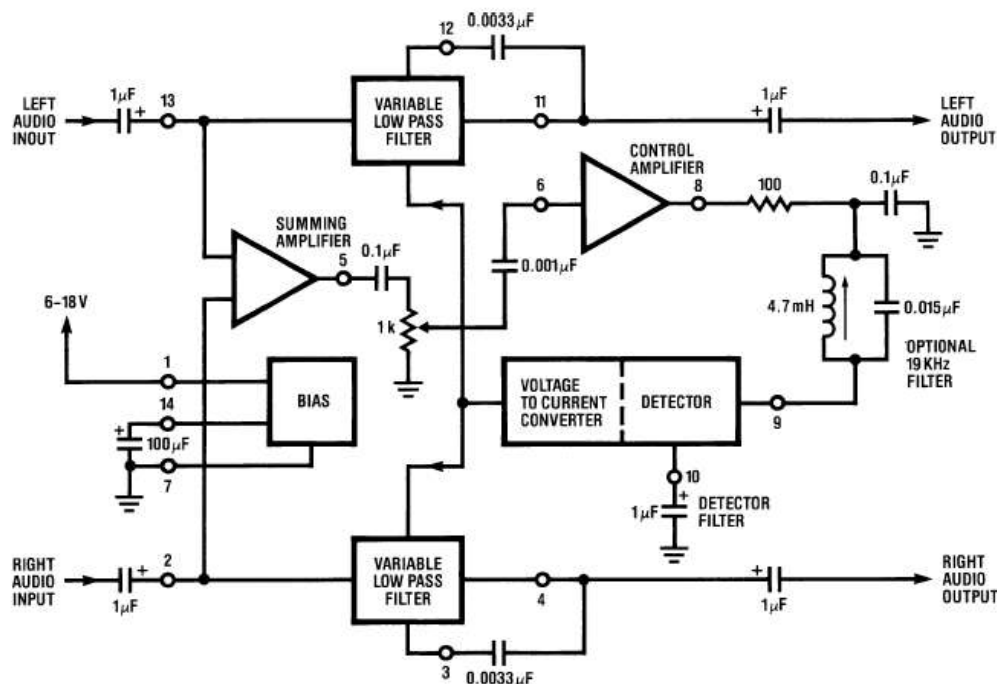 0.0033μF
12
1μF
+
13
LEFT
AUDIO
INOUT
VARIABLE
LOW PASS
FILTER
11
1μF
+
LEFT
AUDIO
OUTPUT
CONTROL
AMPLIFIER
6
8
100
0.1μF
SUMMING
AMPLIFIER
5
0.1μF
0.001μF
6–18V
1k
4.7mH
0.015μF
OPTIONAL
19 KHz
FILTER
1
14
+
100μF
7
BIAS
VOLTAGE
TO CURRENT
CONVERTER
DETECTOR
9
10
+
1μF
DETECTOR
FILTER
RIGHT
AUDIO
INPUT
2
+
1μF
VARIABLE
LOW PASS
FILTER
4
+
1μF
RIGHT
AUDIO
OUTPUT
3
0.0033μF